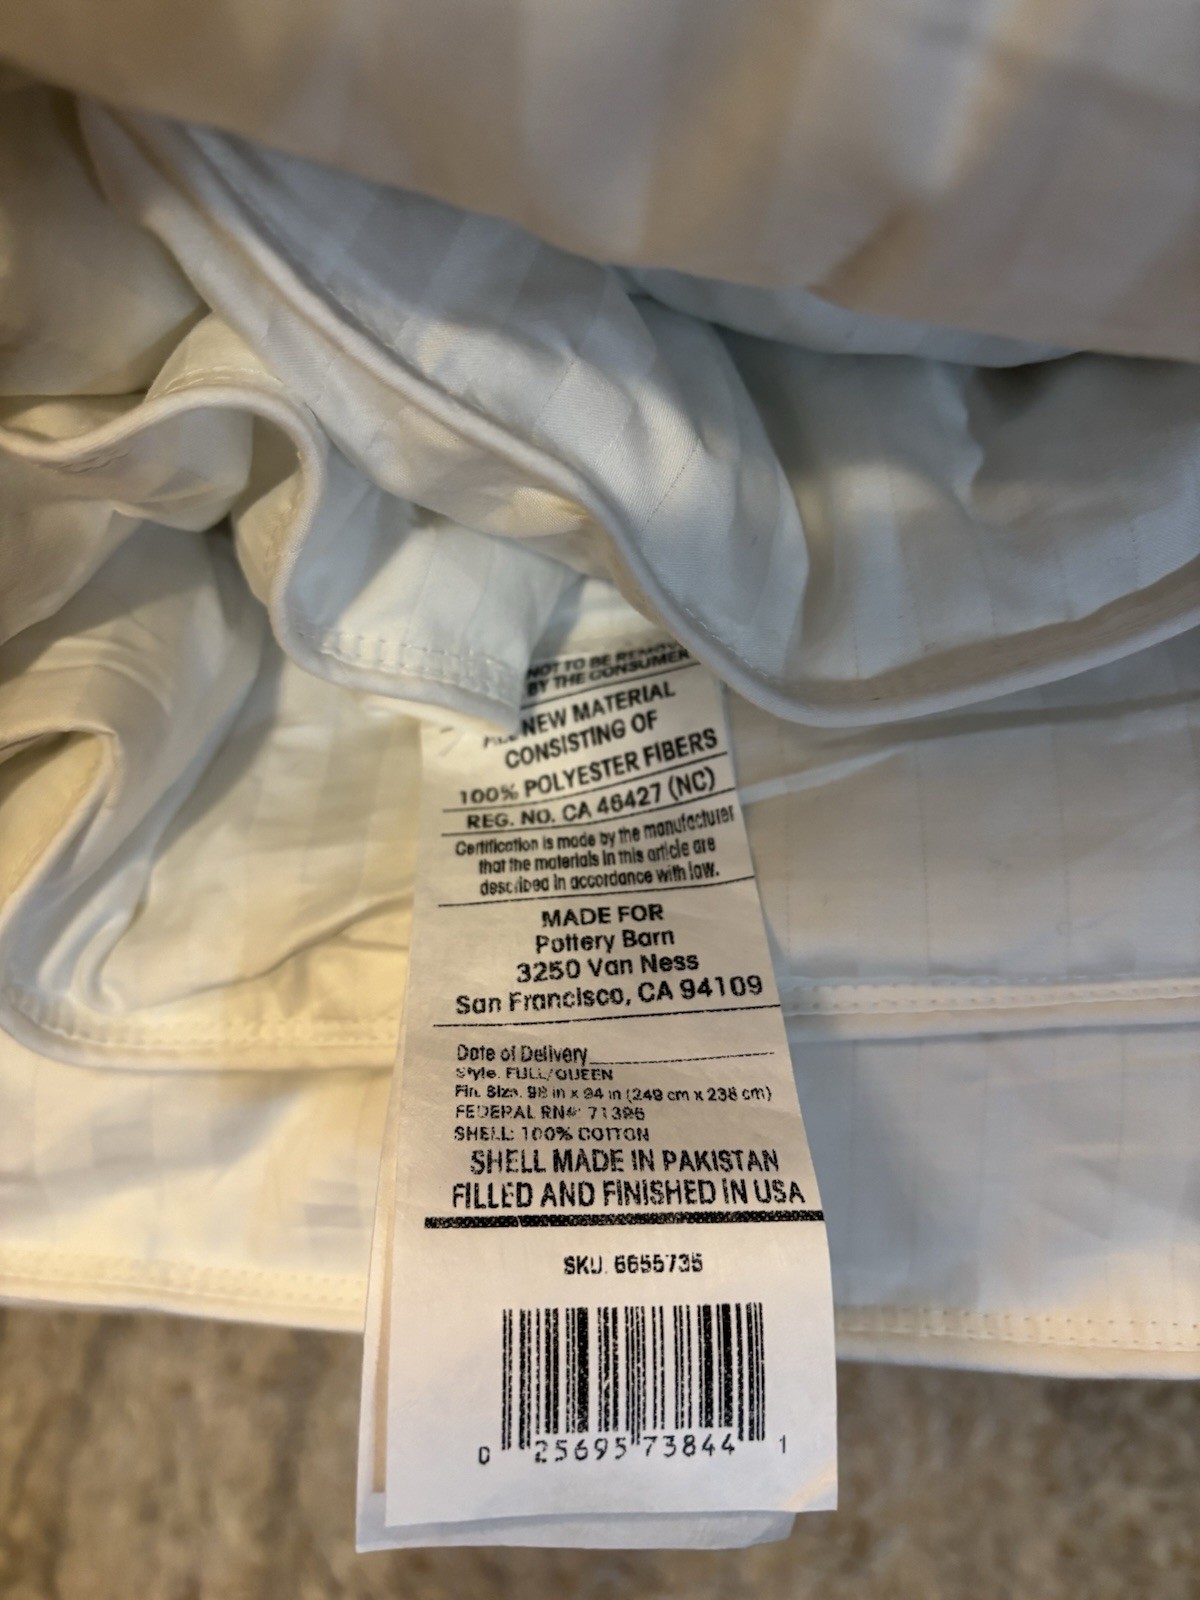 NOT TO BE REMOVED
BY THE CONSUMER
ALL NEW MATERIAL
CONSISTING OF
100% POLYESTER FIBERS
REG. NO. CA 46427 (NC)
Certification is made by the manufacturer
that the materials in this article are
described in accordance with law.
MADE FOR
Pottery Barn
3250 Van Ness
San Francisco, CA 94109
Date of Delivery
Style. FULL/QUEEN
Fin. Size. 98 in x 94 in (249 cm x 238 cm)
FEDERAL RN#: 71395
SHELL: 100% COTTON
SHELL MADE IN PAKISTAN
FILLED AND FINISHED IN USA
SKU. 6655735
0 25695 73844 1